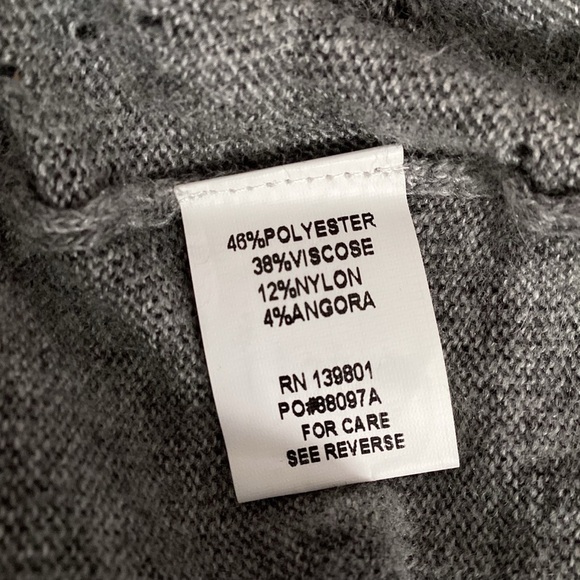 46%POLYESTER
38%VISCOSE
12%NYLON
4%ANGORA
RN 139801
PO#88097A
FOR CARE
SEE REVERSE